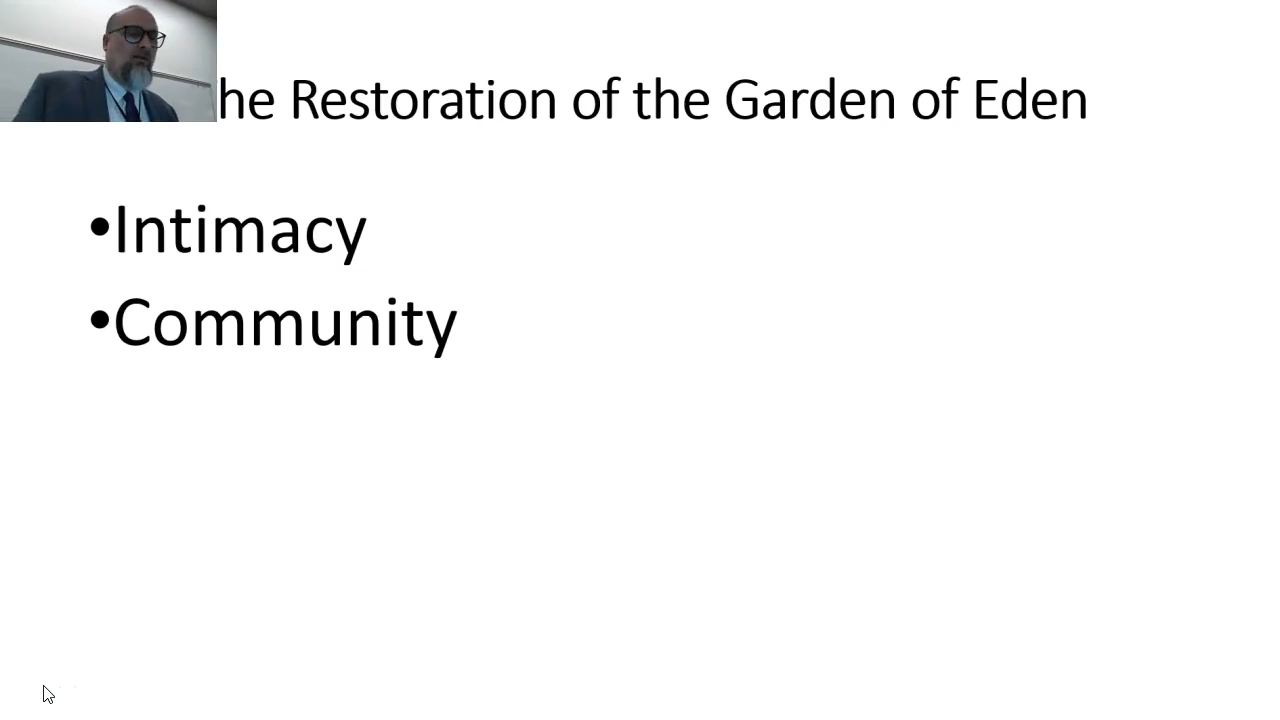 he Restoration of the Garden of Eden
•Intimacy
•Community